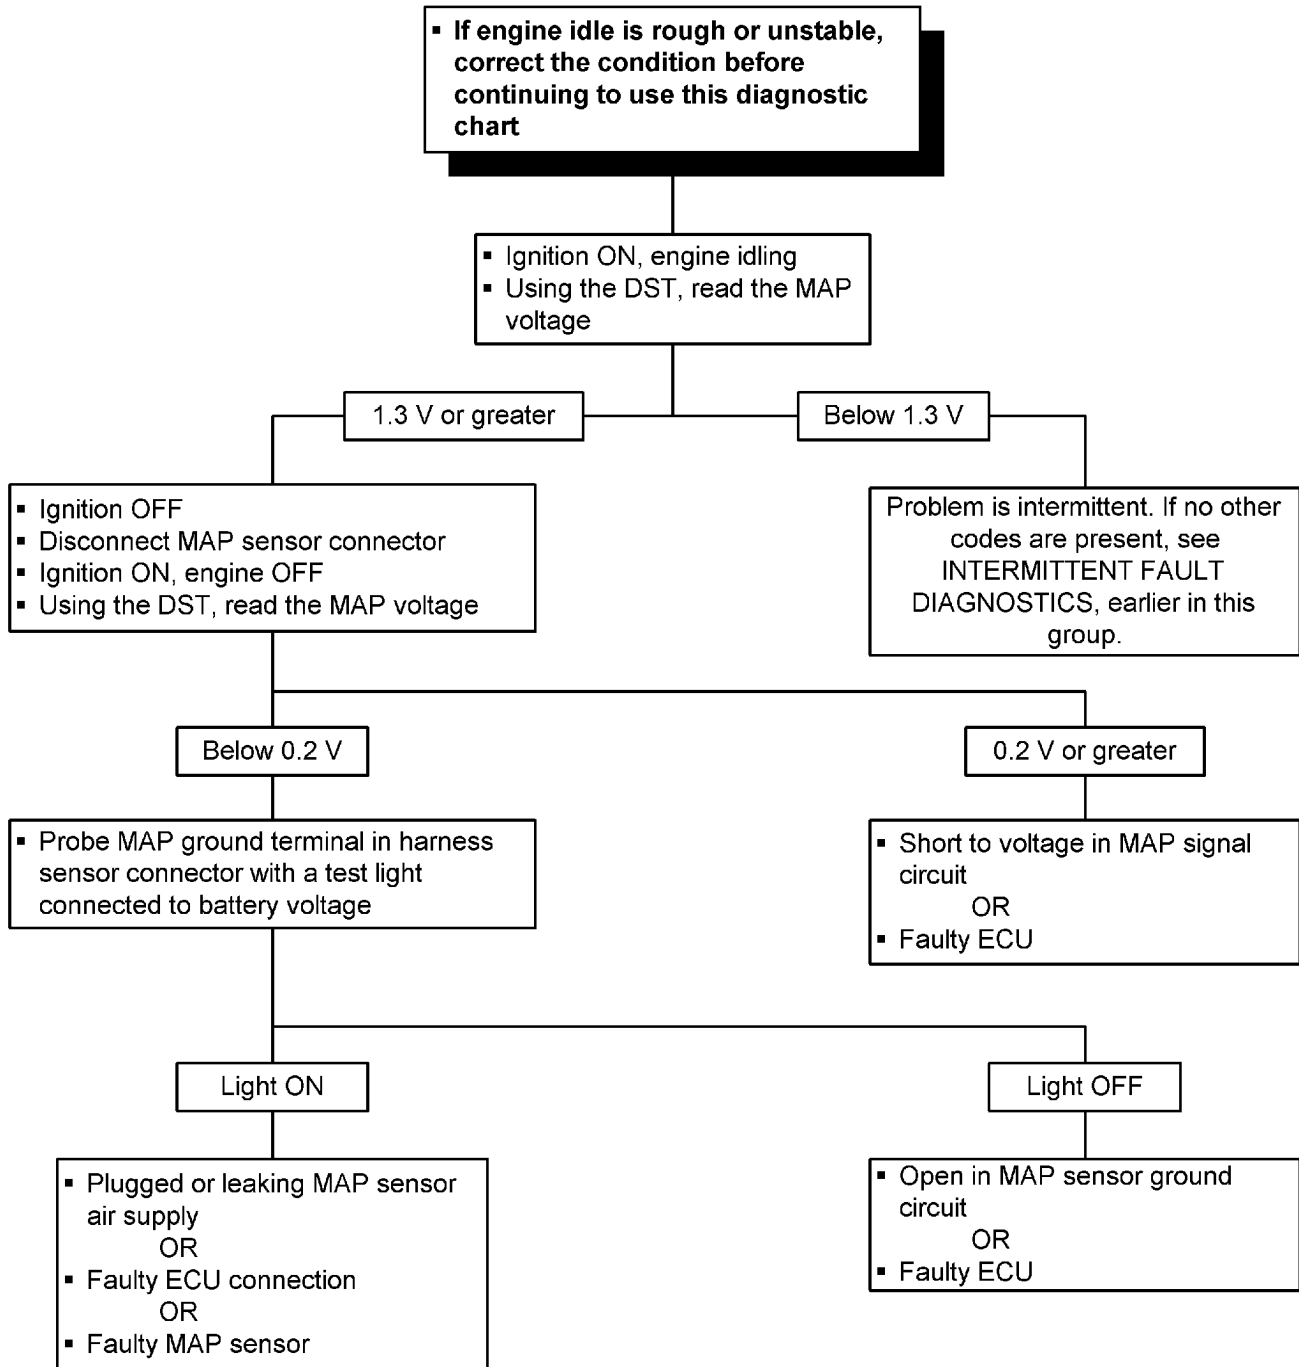 ▪ If engine idle is rough or unstable,
correct the condition before
continuing to use this diagnostic
chart
▪ Ignition ON, engine idling
▪ Using the DST, read the MAP
voltage
1.3 V or greater
Below 1.3 V
▪ Ignition OFF
▪ Disconnect MAP sensor connector
▪ Ignition ON, engine OFF
▪ Using the DST, read the MAP voltage
Problem is intermittent. If no other
codes are present, see
INTERMITTENT FAULT
DIAGNOSTICS, earlier in this
group.
Below 0.2 V
0.2 V or greater
▪ Probe MAP ground terminal in harness
sensor connector with a test light
connected to battery voltage
▪ Short to voltage in MAP signal
circuit
OR
▪ Faulty ECU
Light ON
Light OFF
▪ Plugged or leaking MAP sensor
air supply
OR
▪ Faulty ECU connection
OR
▪ Faulty MAP sensor
▪ Open in MAP sensor ground
circuit
OR
▪ Faulty ECU